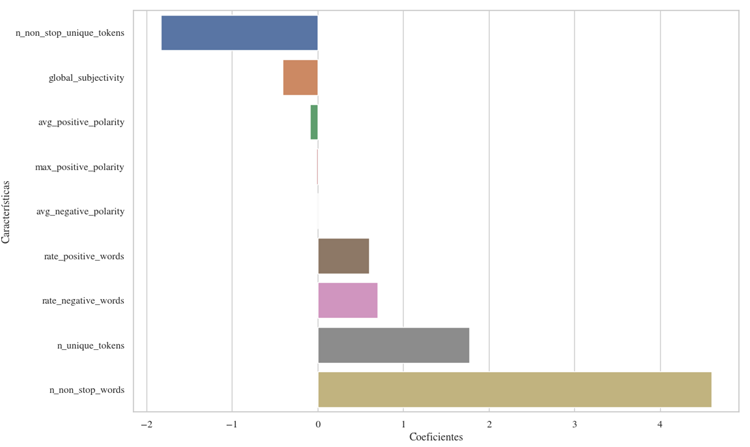 n_non_stop_unique_tokens
global_subjectivity
avg_positive_polarity
max_positive_polarity
avg_negative_polarity
rate_positive_words
rate_negative_words
n_unique_tokens
n_non_stop_words
Características
−2 −1 0 1 2 3 4
Coeficientes